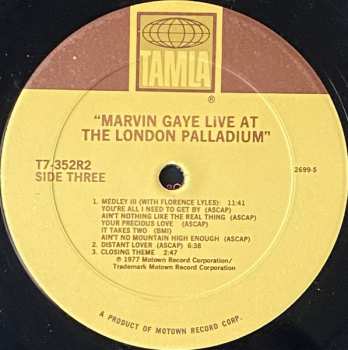 TAMLA
®
"MARVIN GAYE LIVE AT
THE LONDON PALLADIUM"
T7-352R2
SIDE THREE
2699-S
1. MEDLEY III (WITH FLORENCE LYLES): 11:41
YOU'RE ALL I NEED TO GET BY (ASCAP)
AIN'T NOTHING LIKE THE REAL THING (ASCAP)
YOUR PRECIOUS LOVE (ASCAP)
IT TAKES TWO (BMI)
AIN'T NO MOUNTAIN HIGH ENOUGH (ASCAP)
2. DISTANT LOVER (ASCAP) 6:38
3. CLOSING THEME 2:47
℗ 1977 Motown Record Corporation/
Trademark Motown Record Corporation
A PRODUCT OF MOTOWN RECORD CORP.